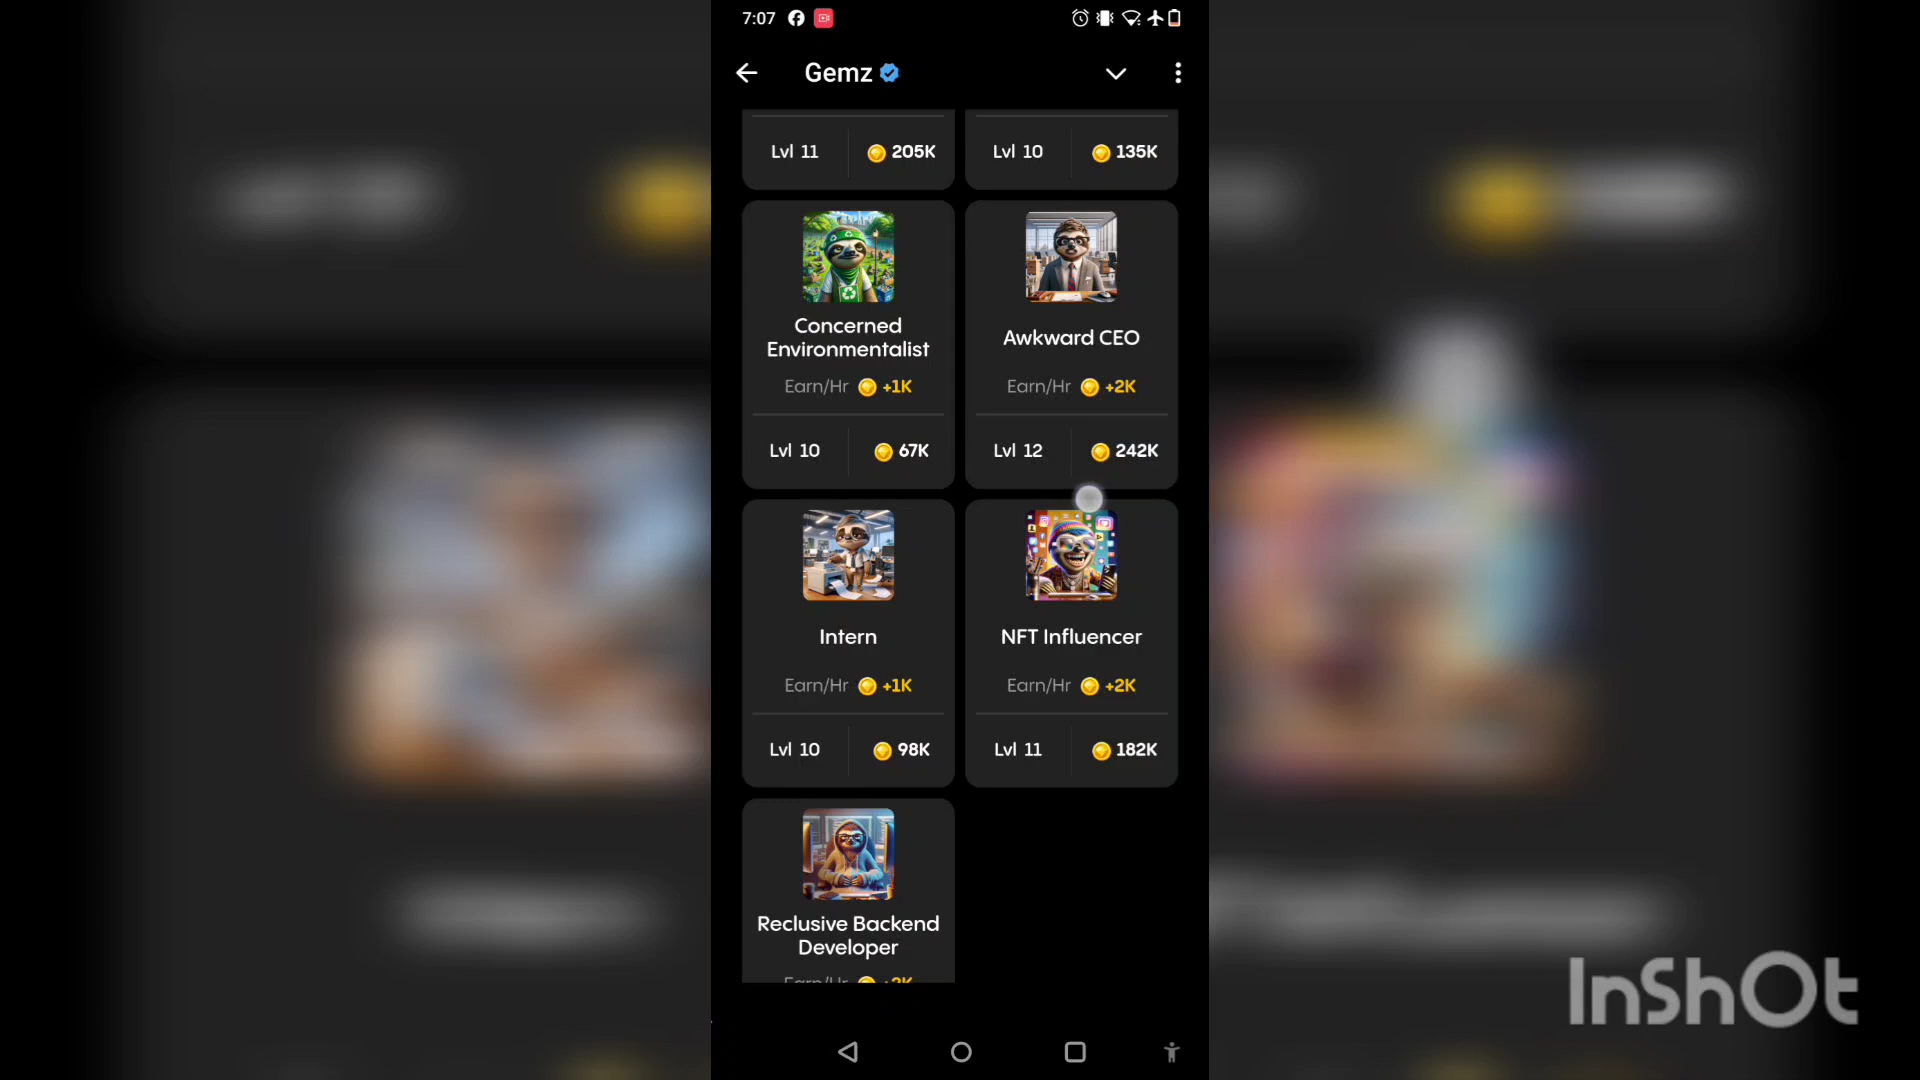 7:07
Gemz
Lvl 11 205K
Lvl 10 135K
Concerned
Environmentalist
Earn/Hr +1K
Lvl 10 67K
Awkward CEO
Earn/Hr +2K
Lvl 12 242K
Intern
Earn/Hr +1K
Lvl 10 98K
NFT Influencer
Earn/Hr +2K
Lvl 11 182K
Reclusive Backend
Developer
Earn/Hr
InShOt